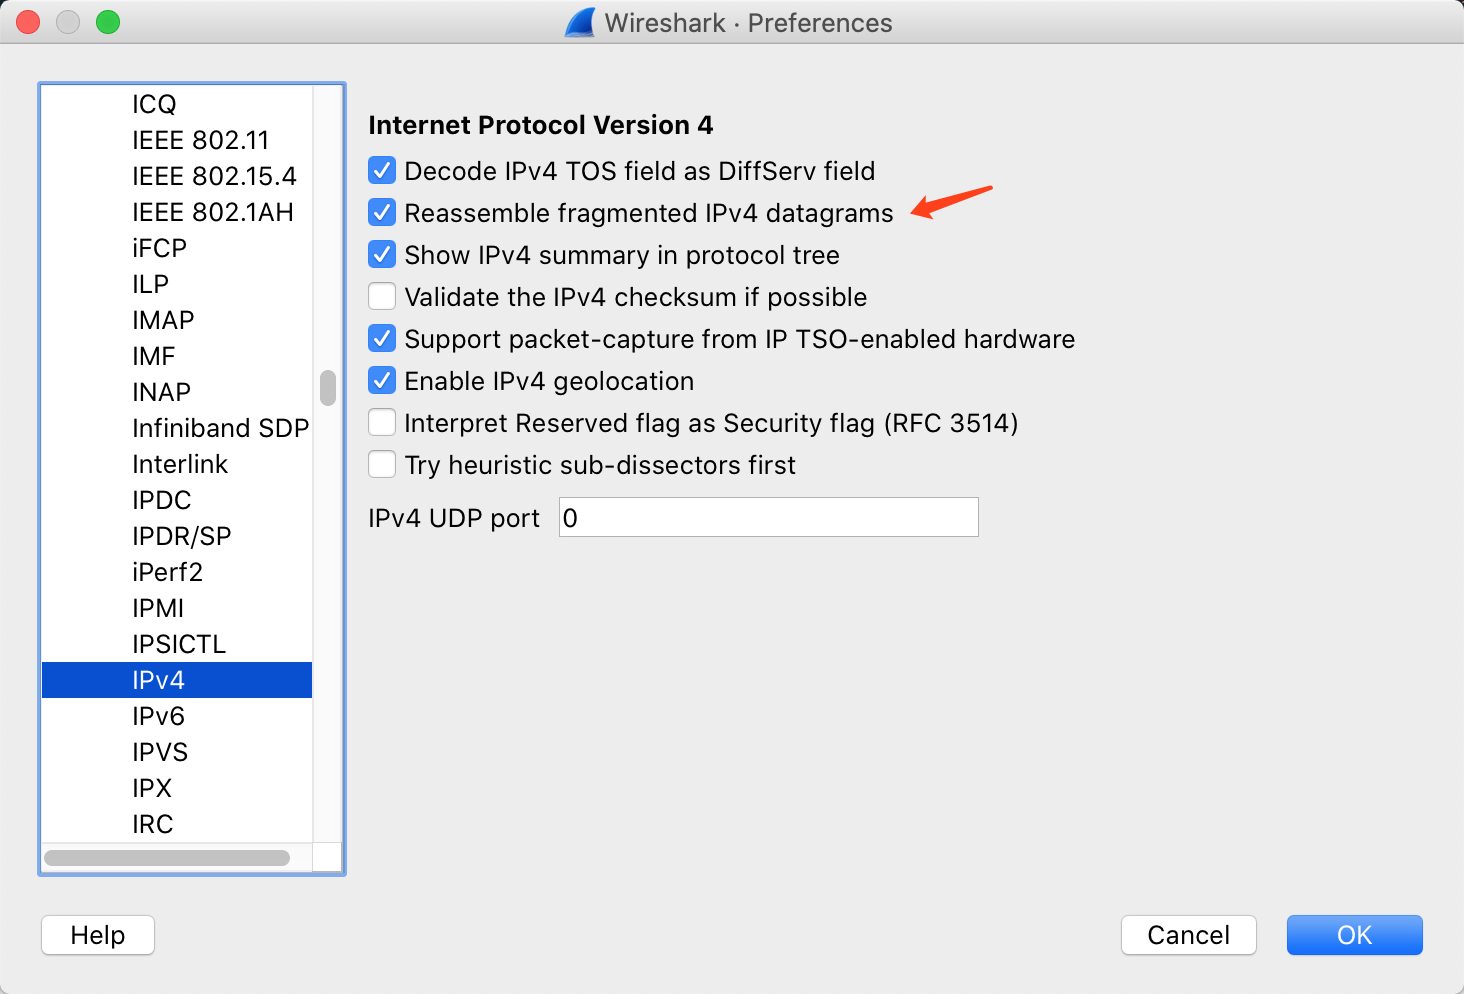 Wireshark · Preferences
ICQ
IEEE 802.11
IEEE 802.15.4
IEEE 802.1AH
iFCP
ILP
IMAP
IMF
INAP
Infiniband SDP
Interlink
IPDC
IPDR/SP
iPerf2
IPMI
IPSICTL
IPv4
IPv6
IPVS
IPX
IRC
Internet Protocol Version 4
Decode IPv4 TOS field as DiffServ field
Reassemble fragmented IPv4 datagrams
Show IPv4 summary in protocol tree
Validate the IPv4 checksum if possible
Support packet-capture from IP TSO-enabled hardware
Enable IPv4 geolocation
Interpret Reserved flag as Security flag (RFC 3514)
Try heuristic sub-dissectors first
IPv4 UDP port 0
Help
Cancel
OK